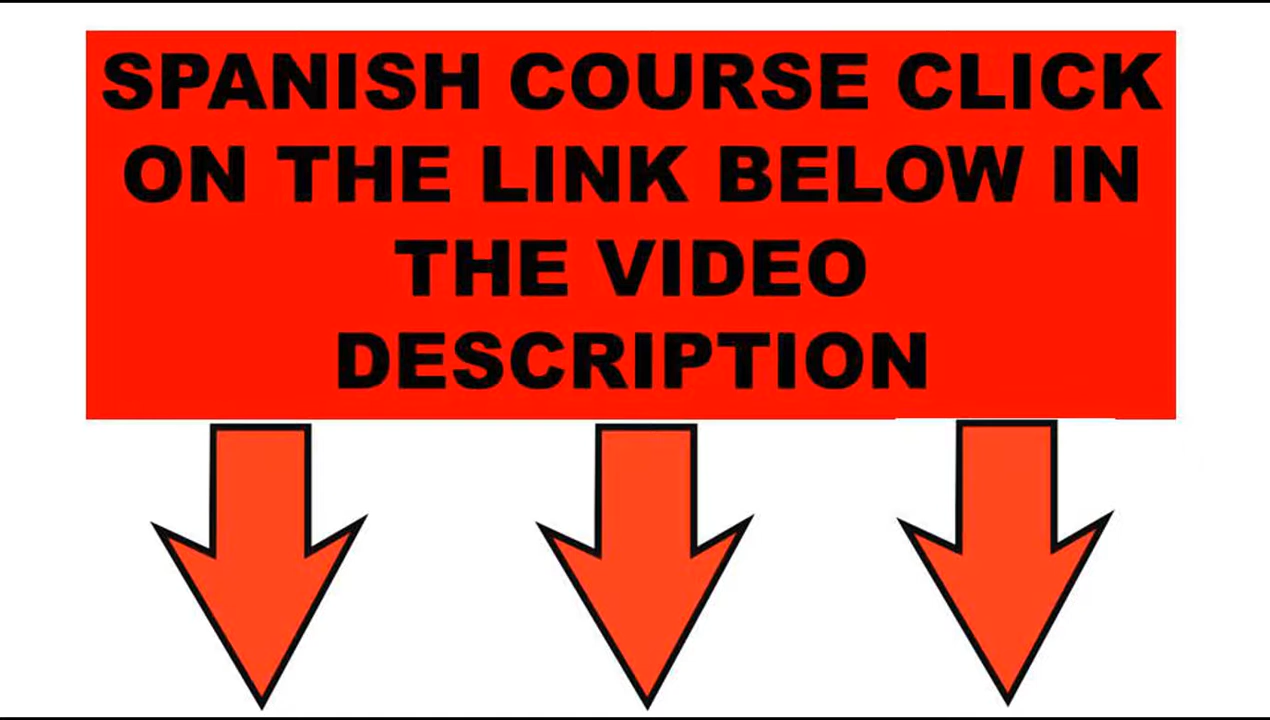 SPANISH COURSE CLICK
ON THE LINK BELOW IN
THE VIDEO
DESCRIPTION